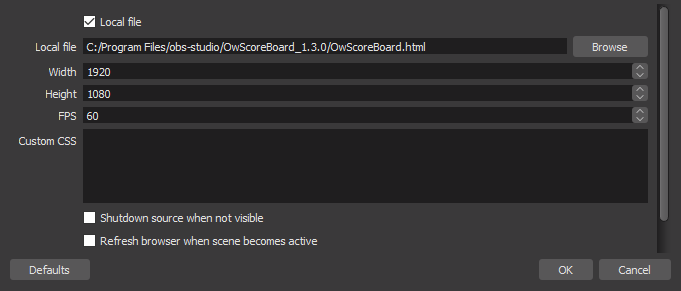 Local file
Local file C:/Program Files/obs-studio/OwScoreBoard_1.3.0/OwScoreBoard.html Browse
Width 1920
Height 1080
FPS 60
Custom CSS
Shutdown source when not visible
Refresh browser when scene becomes active
Defaults OK Cancel